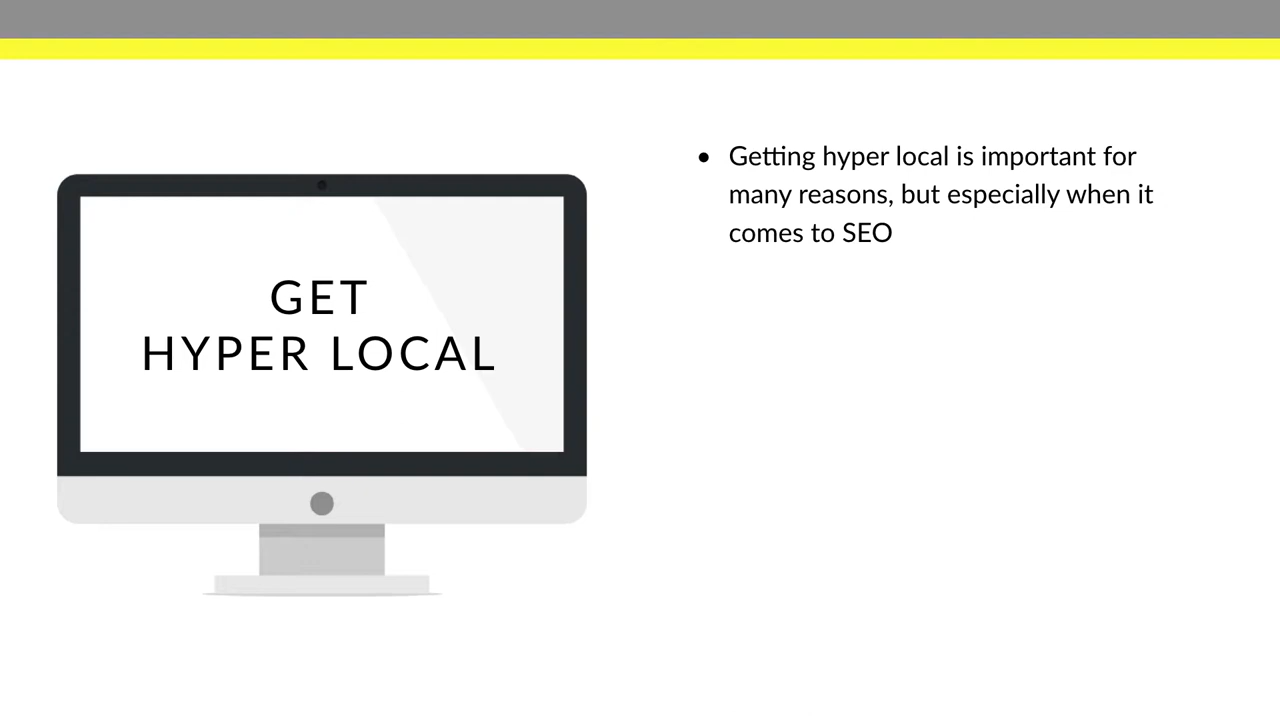 GET
HYPER LOCAL
• Getting hyper local is important for
many reasons, but especially when it
comes to SEO